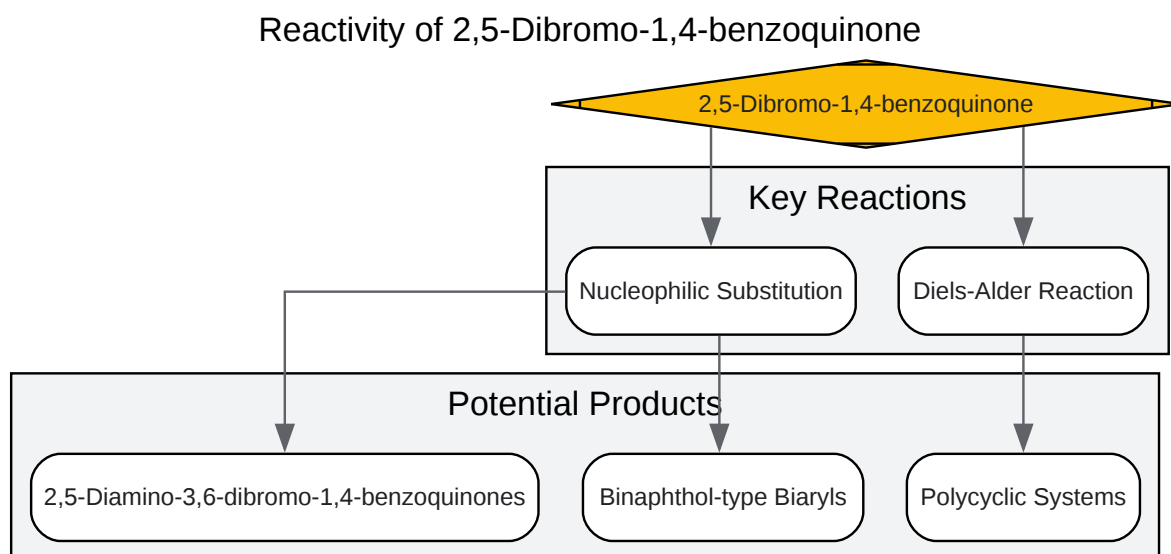 Reactivity of 2,5-Dibromo-1,4-benzoquinone
2,5-Dibromo-1,4-benzoquinone
Key Reactions
Nucleophilic Substitution
Diels-Alder Reaction
Potential Products
2,5-Diamino-3,6-dibromo-1,4-benzoquinones
Binaphthol-type Biaryls
Polycyclic Systems